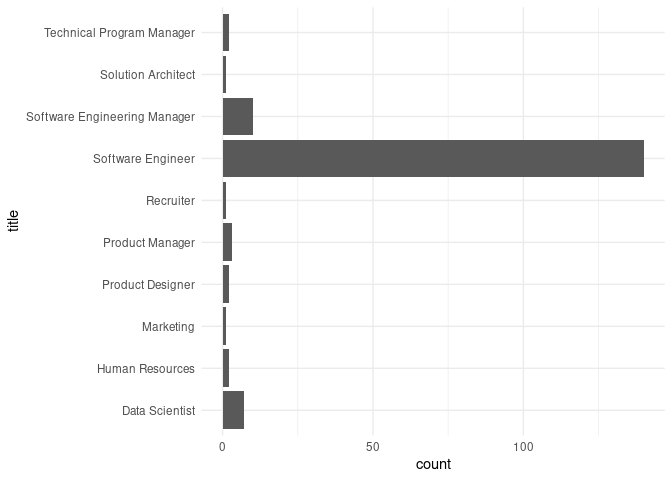 Technical Program Manager
Solution Architect
Software Engineering Manager
Software Engineer
Recruiter
Product Manager
Product Designer
Marketing
Human Resources
Data Scientist
title
0 50 100
count